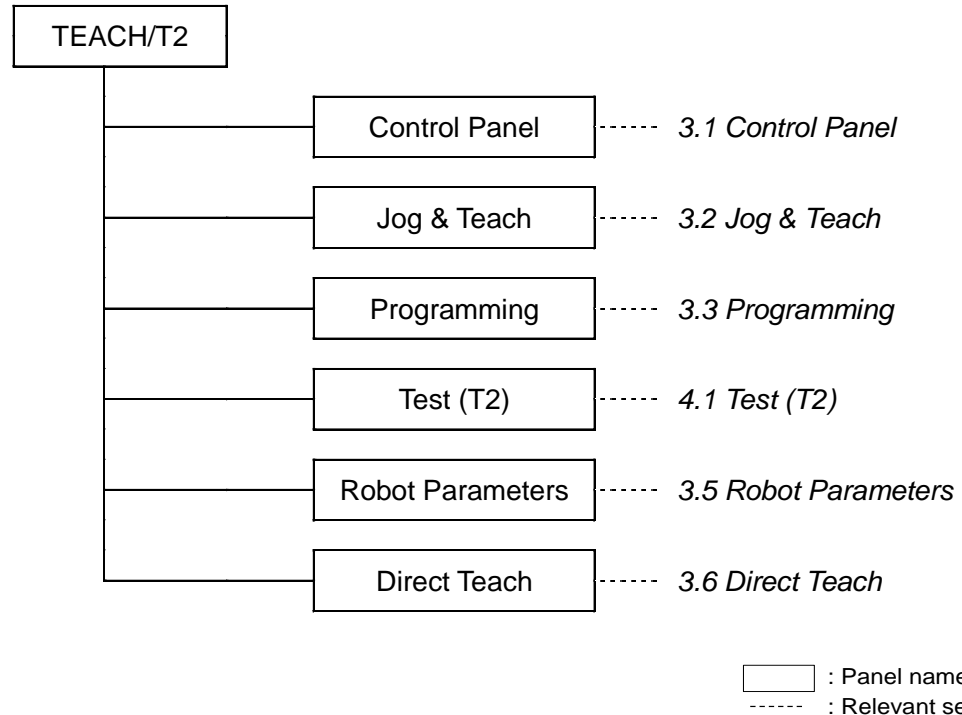 TEACH/T2
Control Panel 3.1 Control Panel
Jog & Teach 3.2 Jog & Teach
Programming 3.3 Programming
Test (T2) 4.1 Test (T2)
Robot Parameters 3.5 Robot Parameters
Direct Teach 3.6 Direct Teach
: Panel name
: Relevant